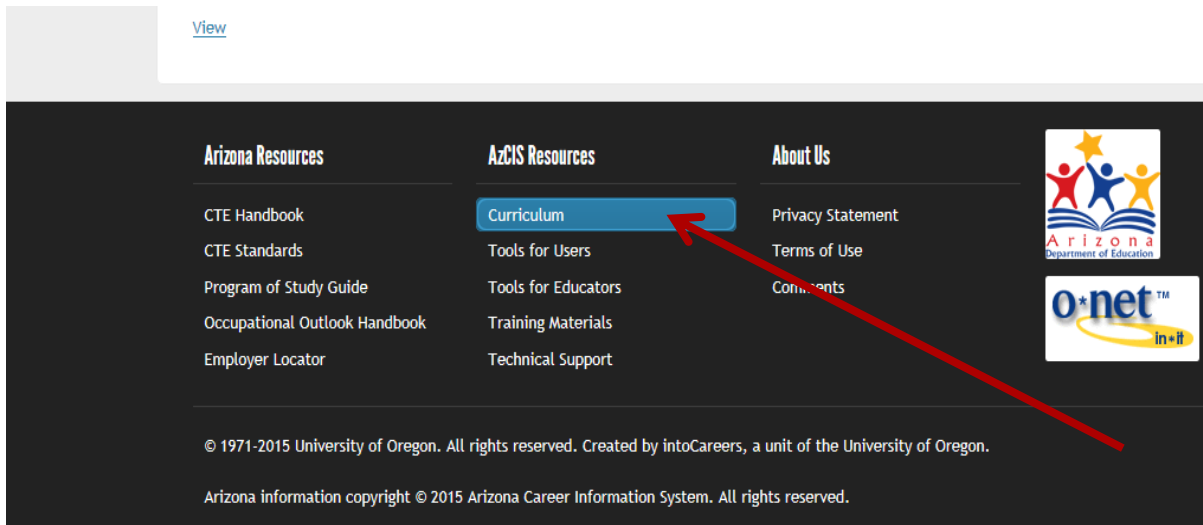 View
Arizona Resources
CTE Handbook
CTE Standards
Program of Study Guide
Occupational Outlook Handbook
Employer Locator
AzCIS Resources
Curriculum
Tools for Users
Tools for Educators
Training Materials
Technical Support
About Us
Privacy Statement
Terms of Use
Comments
Arizona
Department of Education
o*net™
in*it
© 1971-2015 University of Oregon. All rights reserved. Created by intoCareers, a unit of the University of Oregon.
Arizona information copyright © 2015 Arizona Career Information System. All rights reserved.